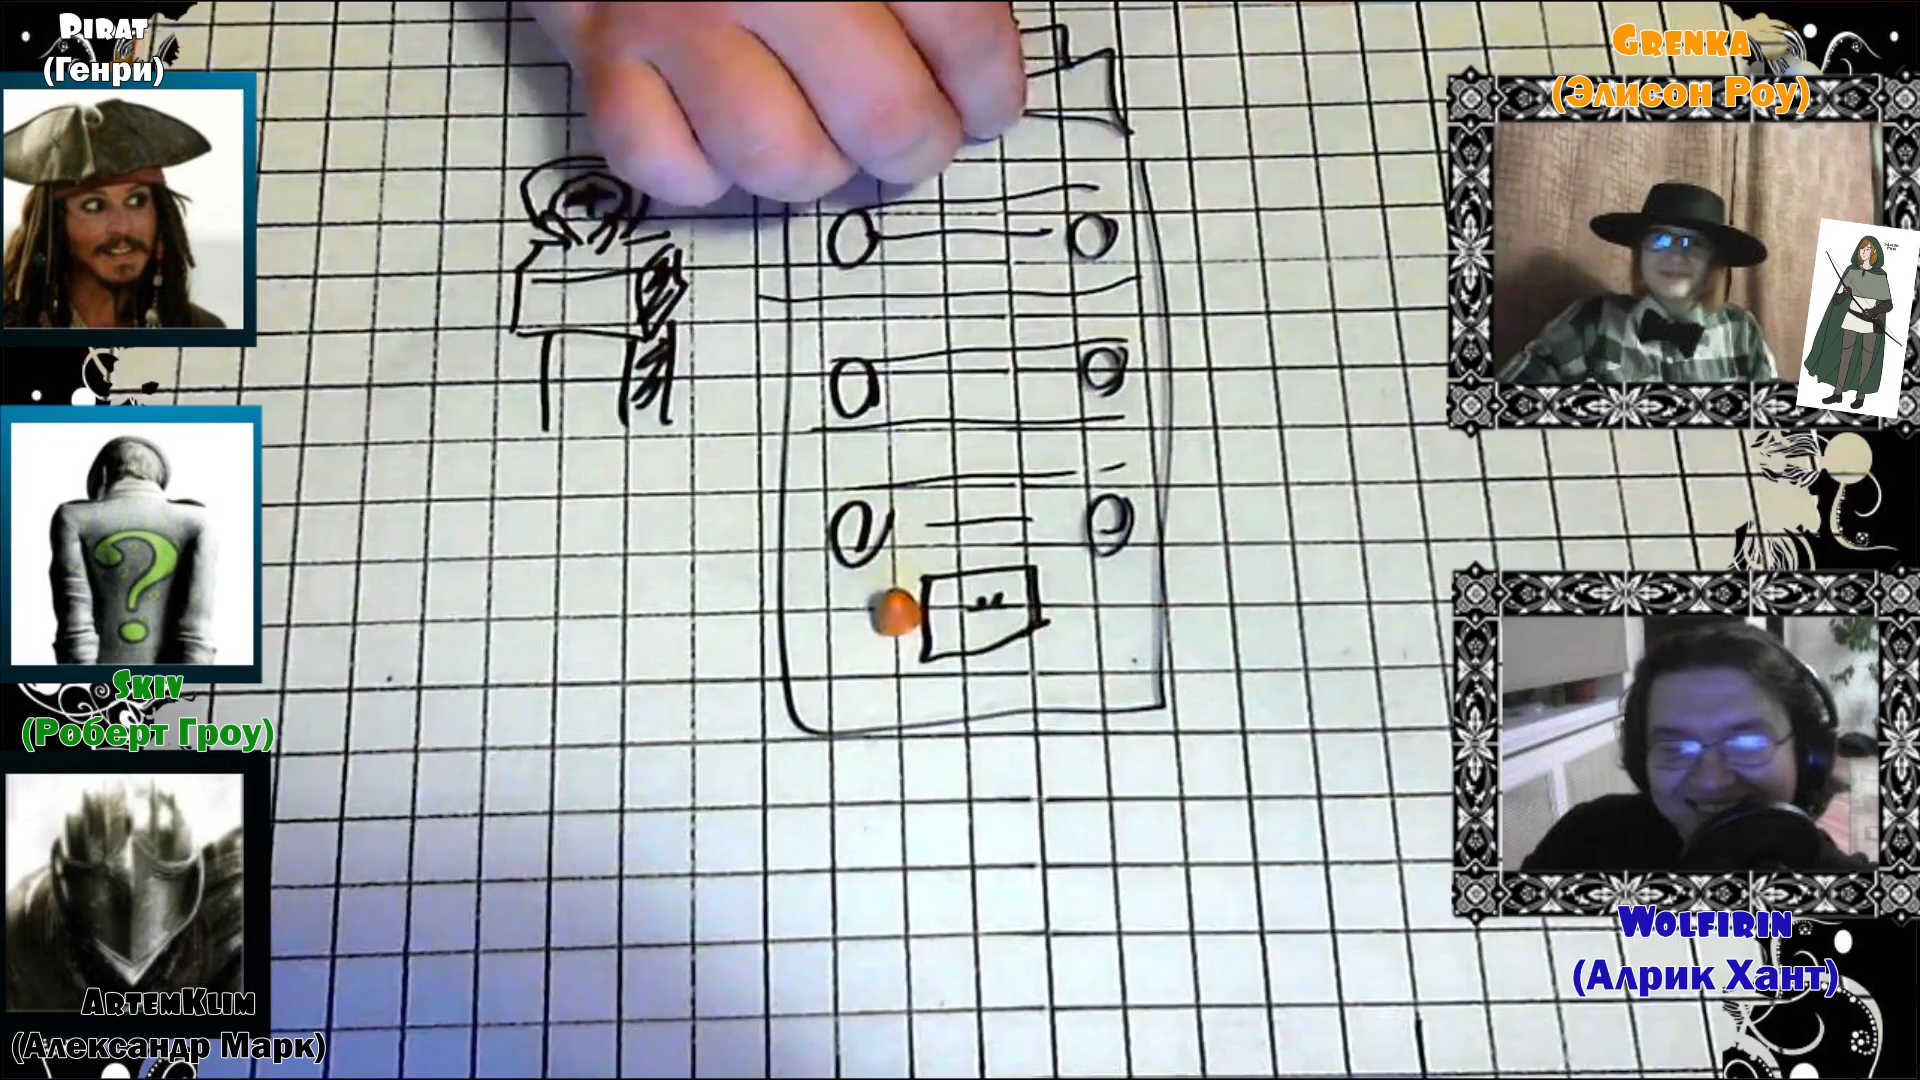 Pirat
(Генри)
Skiv
(Роберт Гроу)
ArtemKlim
(Александр Марк)
Grenka
(Элисон Роу)
Wolfirin
(Алрик Хант)